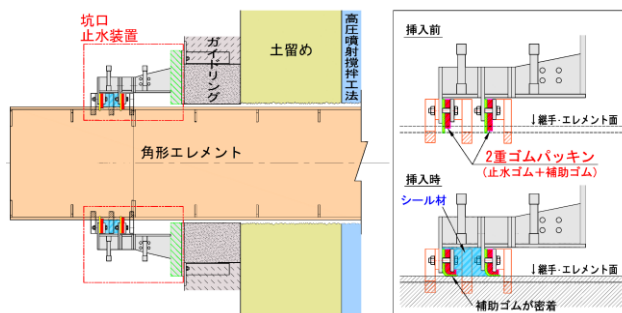 坑口
止水装置
ガイドリング
土留め
高圧噴射撹拌工法
角形エレメント
挿入前
↓継手・エレメント面
2重ゴムパッキン
(止水ゴム+補助ゴム)
挿入時
シール材
↓継手・エレメント面
補助ゴムが密着